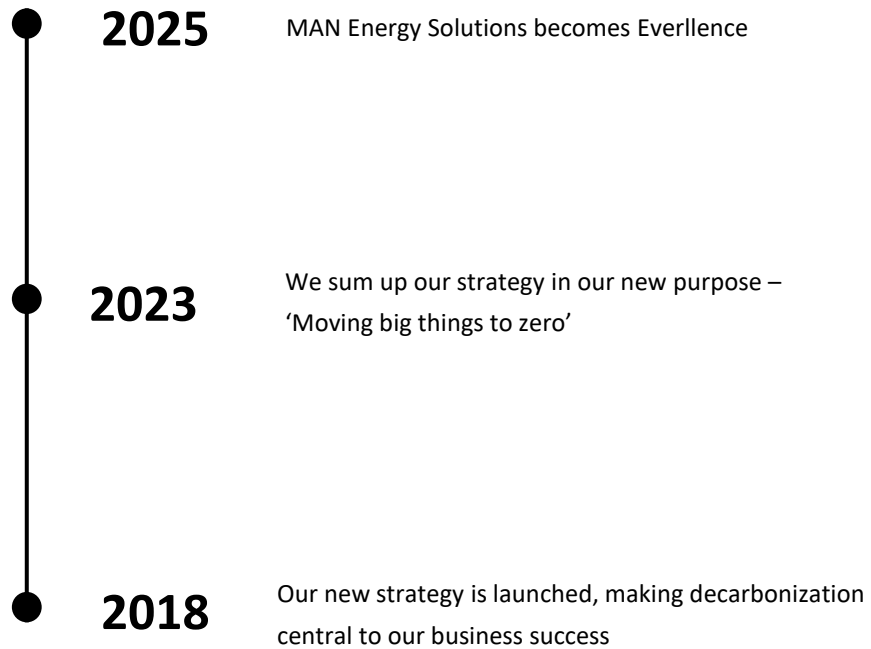 2025
MAN Energy Solutions becomes Everllence
2023
We sum up our strategy in our new purpose –
‘Moving big things to zero’
2018
Our new strategy is launched, making decarbonization
central to our business success